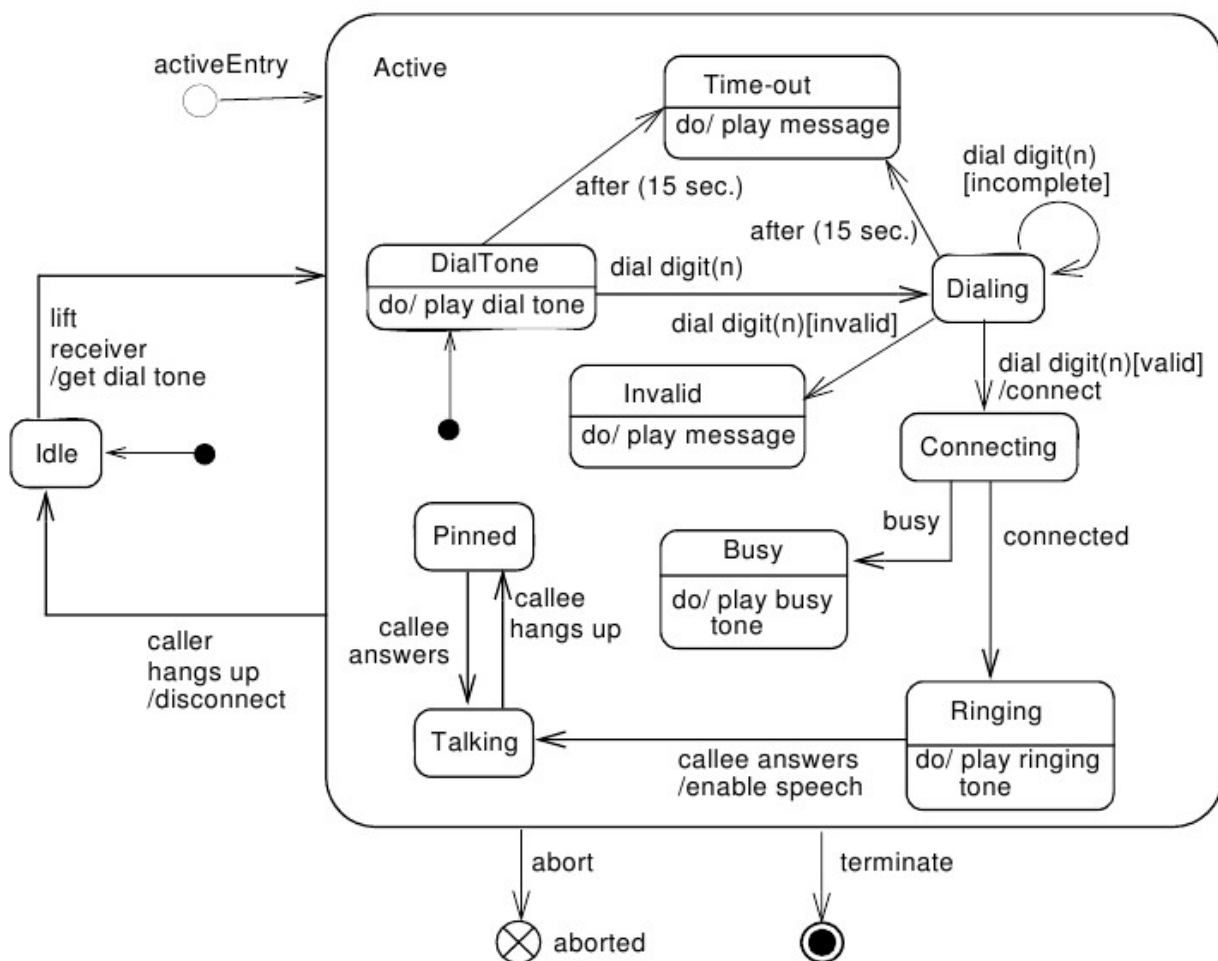 activeEntry
Active
Time-out
do/ play message
dial digit(n)
[incomplete]
after (15 sec.)
after (15 sec.)
DialTone
do/ play dial tone
dial digit(n)
Dialing
lift
receiver
/get dial tone
dial digit(n)[invalid]
dial digit(n)[valid]
/connect
Invalid
do/ play message
Idle
Connecting
Pinned
busy
connected
Busy
do/ play busy
tone
callee
answers
callee
hangs up
caller
hangs up
/disconnect
Talking
callee answers
/enable speech
Ringing
do/ play ringing
tone
abort
terminate
aborted